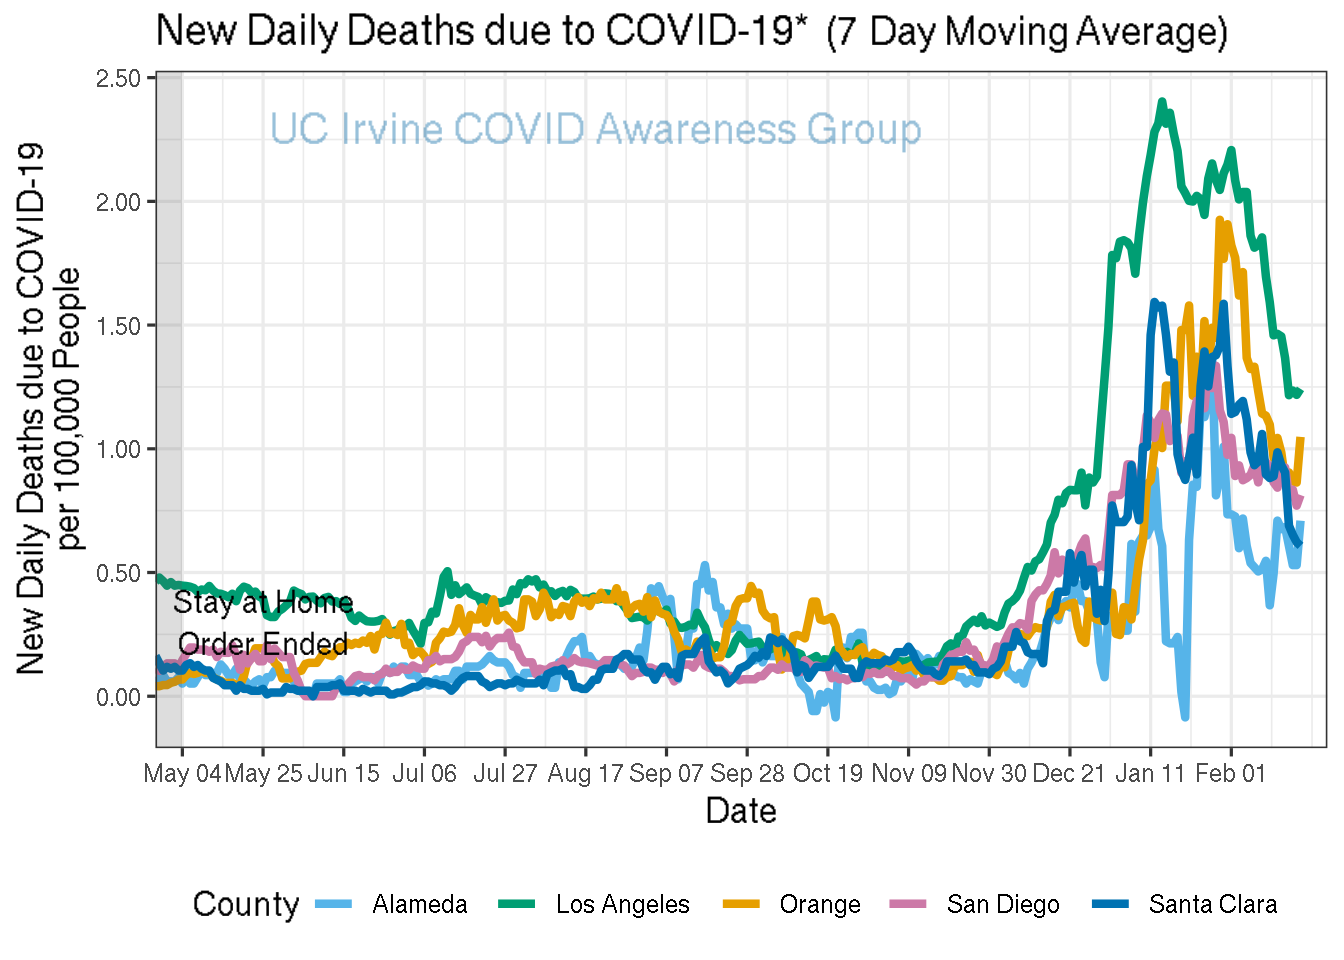 New Daily Deaths due to COVID-19* (7 Day Moving Average)
UC Irvine COVID Awareness Group
New Daily Deaths due to COVID-19
per 100,000 People
2.50
2.00
1.50
1.00
0.50
0.00
Stay at Home
Order Ended
May 04 May 25 Jun 15 Jul 06 Jul 27 Aug 17 Sep 07 Sep 28 Oct 19 Nov 09 Nov 30 Dec 21 Jan 11 Feb 01
Date
County Alameda Los Angeles Orange San Diego Santa Clara